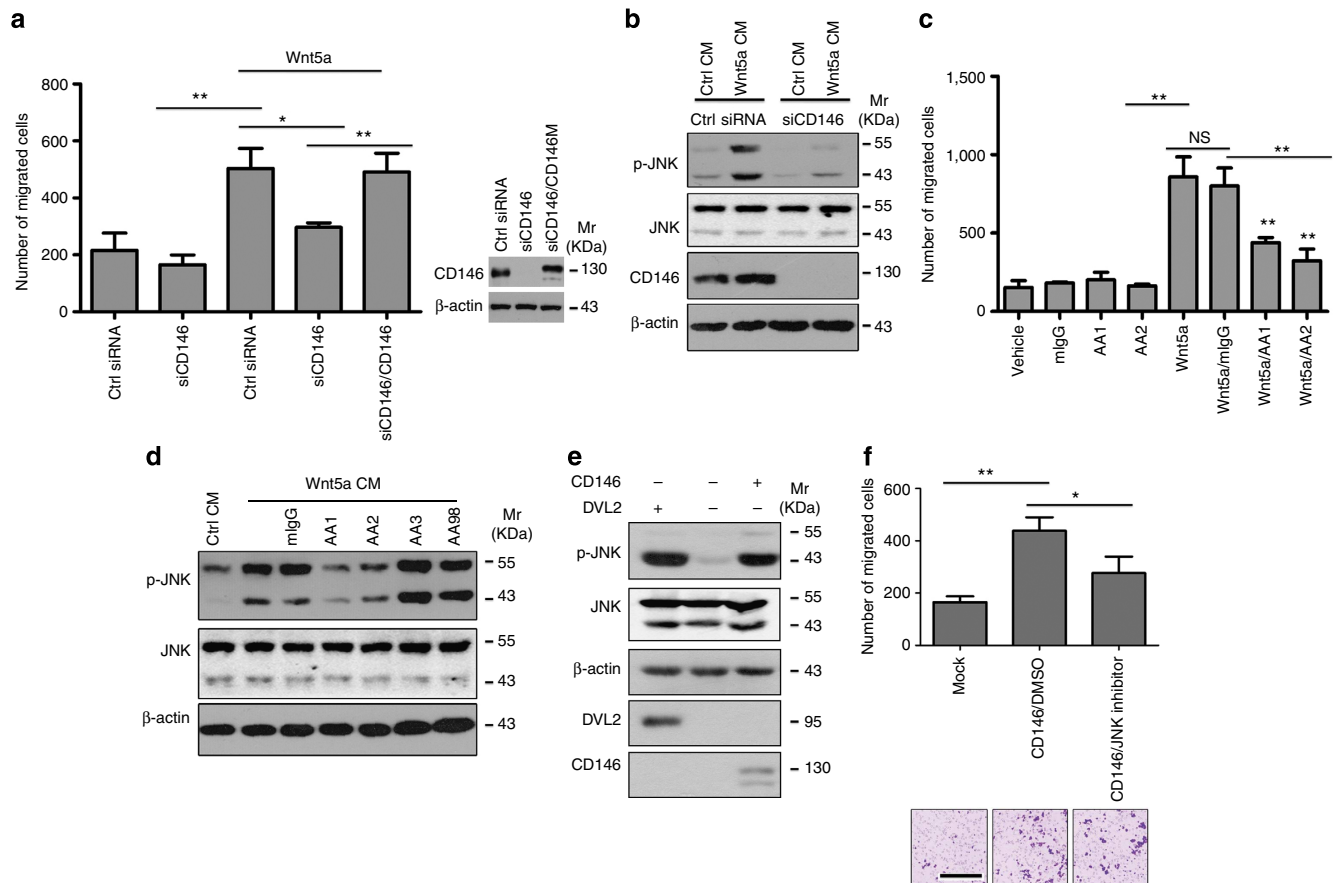 a
Wnt5a
800
600
400
200
0
**
*
**
Number of migrated cells
Ctrl siRNA
siCD146
Ctrl siRNA
siCD146
siCD146/CD146
Ctrl siRNA
siCD146
siCD146/CD146M
Mr
(KDa)
CD146
130
β-actin
43
b
Ctrl CM
Wnt5a CM
Ctrl CM
Wnt5a CM
Mr
(KDa)
Ctrl siRNA
siCD146
p-JNK
55
43
JNK
55
43
CD146
130
β-actin
43
c
1,500
1,000
500
0
Number of migrated cells
**
NS
**
**
**
Vehicle
mIgG
AA1
AA2
Wnt5a
Wnt5a/mIgG
Wnt5a/AA1
Wnt5a/AA2
d
Wnt5a CM
Ctrl CM
mIgG
AA1
AA2
AA3
AA98
Mr
(KDa)
p-JNK
55
43
JNK
55
43
β-actin
43
e
CD146 – – +
DVL2 + – –
Mr
(KDa)
p-JNK
55
43
JNK
55
43
β-actin
43
DVL2
95
CD146
130
f
**
*
600
400
200
0
Number of migrated cells
Mock
CD146/DMSO
CD146/JNK inhibitor